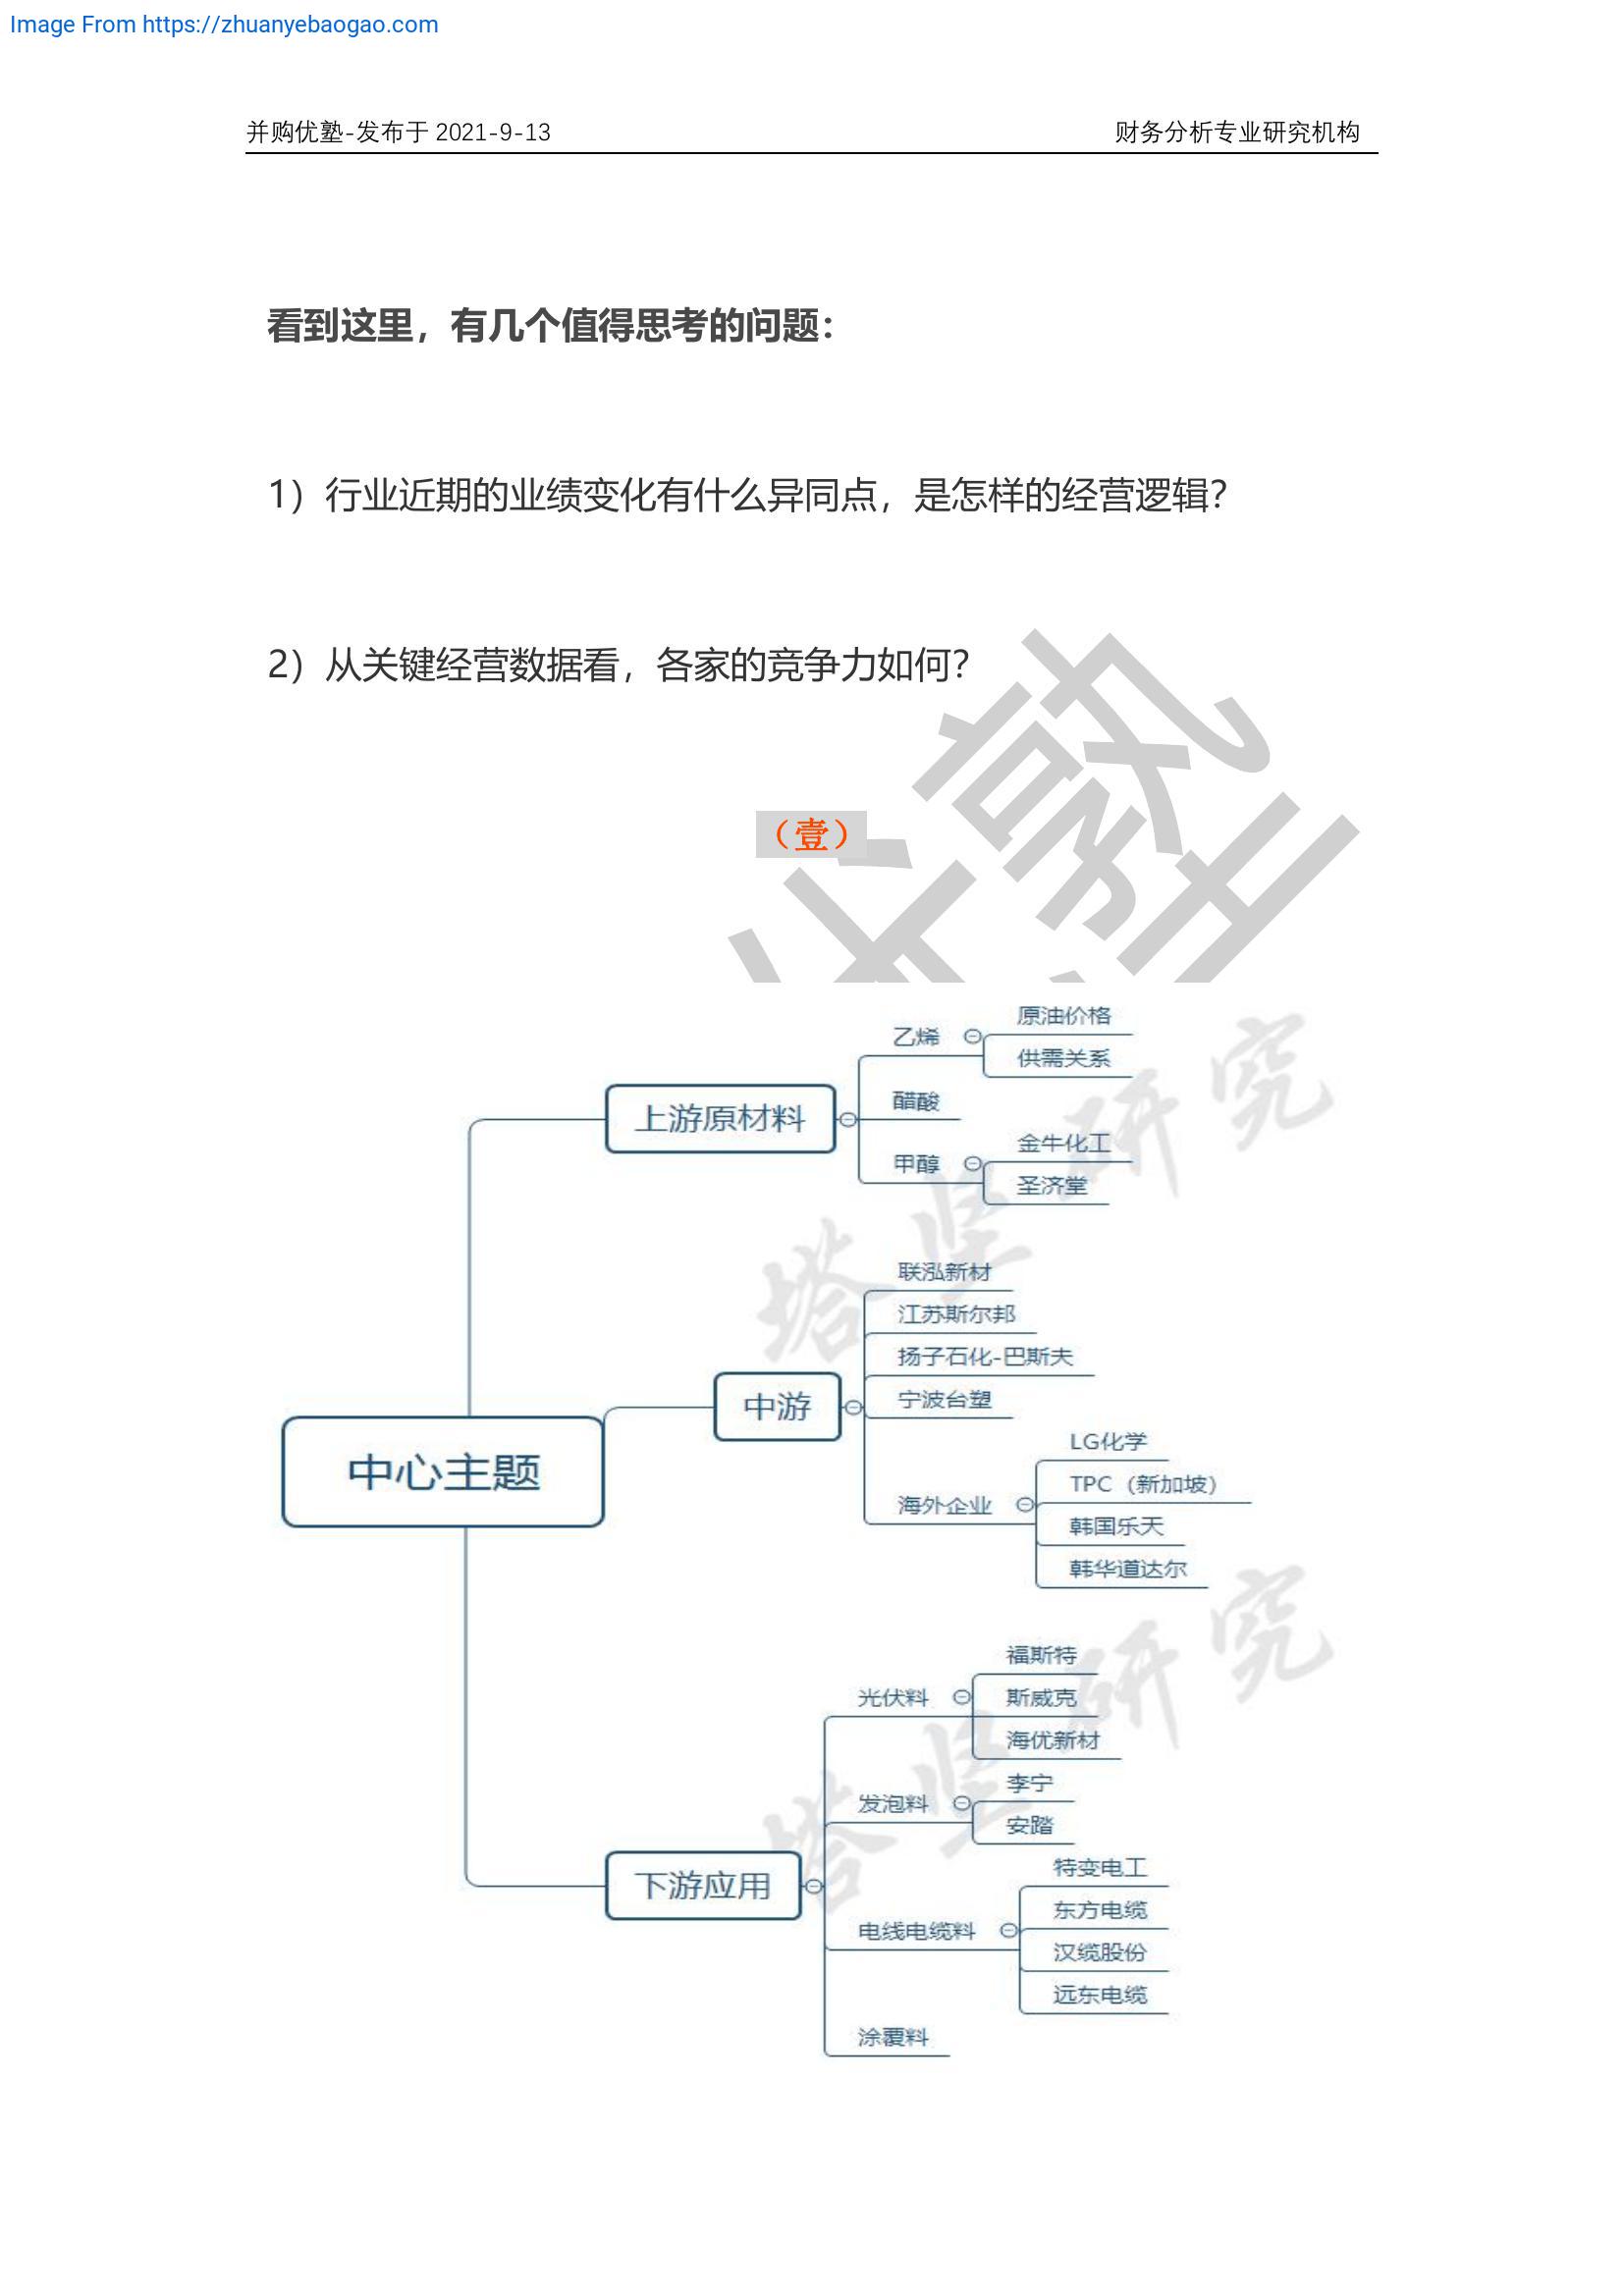 Image From https://zhuanyebaogao.com
并购优塾-发布于 2021-9-13 财务分析专业研究机构
看到这里，有几个值得思考的问题：
1）行业近期的业绩变化有什么异同点，是怎样的经营逻辑？
2）从关键经营数据看，各家的竞争力如何？
（壹）
中心主题
上游原材料
乙烯
原油价格
供需关系
醋酸
甲醇
金牛化工
圣济堂
中游
联泓新材
江苏斯尔邦
扬子石化-巴斯夫
宁波台塑
海外企业
LG化学
TPC（新加坡）
韩国乐天
韩华道达尔
下游应用
光伏料
福斯特
斯威克
海优新材
发泡料
李宁
安踏
电线电缆料
特变电工
东方电缆
汉缆股份
远东电缆
涂覆料
塔坚研究
塔坚研究
优塾